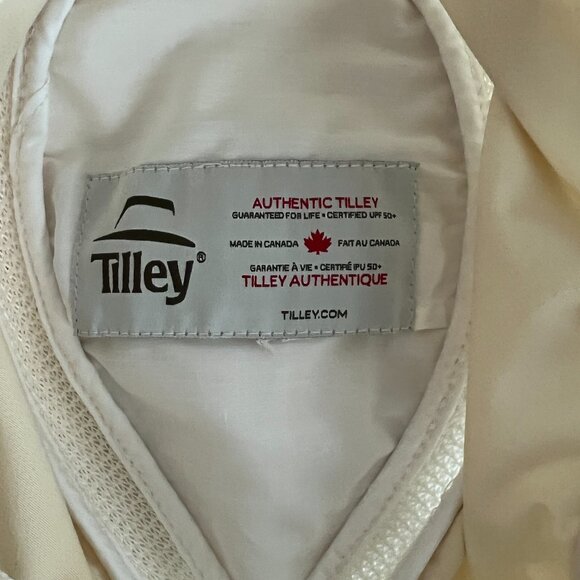 Tilley®
AUTHENTIC TILLEY
GUARANTEED FOR LIFE • CERTIFIED UPF 50+
MADE IN CANADA FAIT AU CANADA
GARANTIE À VIE • CERTIFIÉ IPU 50+
TILLEY AUTHENTIQUE
TILLEY.COM